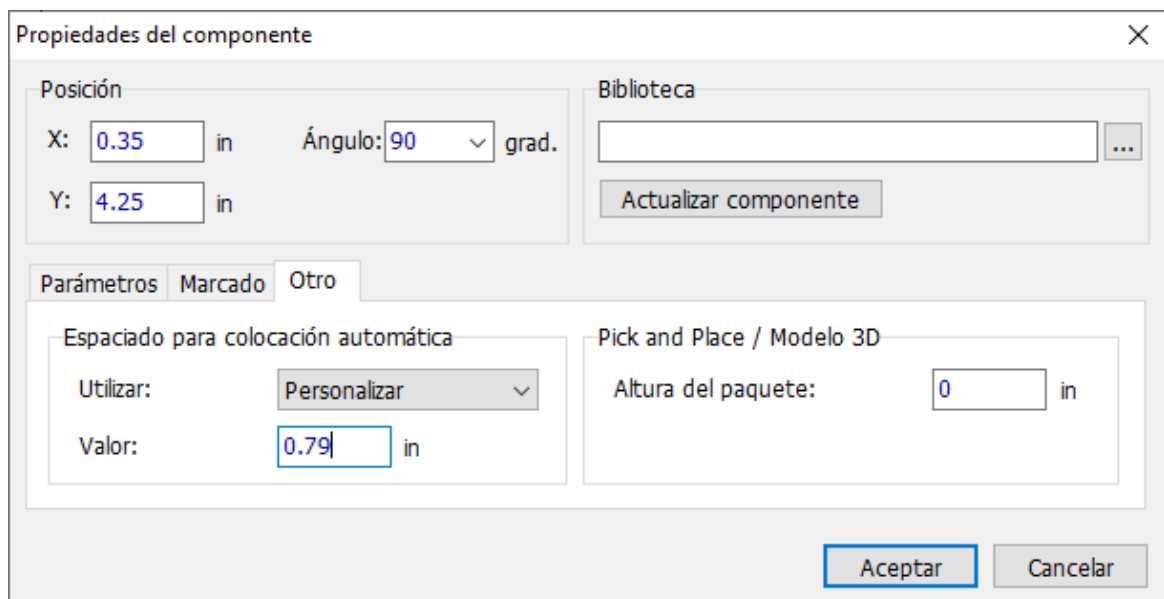 Propiedades del componente
Posición
X: 0.35 in Ángulo: 90 grad.
Y: 4.25 in
Biblioteca
...
Actualizar componente
Parámetros Marcado Otro
Espaciado para colocación automática
Utilizar: Personalizar
Valor: 0.79 in
Pick and Place / Modelo 3D
Altura del paquete: 0 in
Aceptar Cancelar